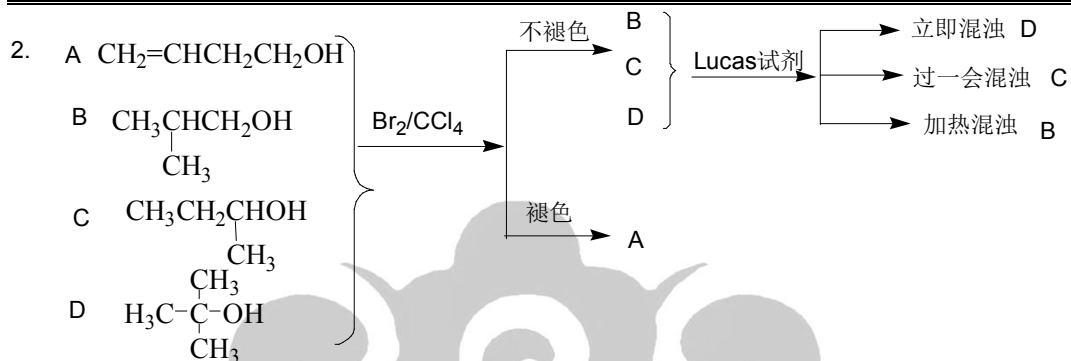 2.
A CH₂=CHCH₂CH₂OH
B CH₃CHCH₂OH
CH₃
C CH₃CH₂CHOH
CH₃
D CH₃
H₃C-C-OH
CH₃
Br₂/CCl₄
不褪色
B
C
D
Lucas试剂
立即混浊 D
过一会混浊 C
加热混浊 B
褪色
A